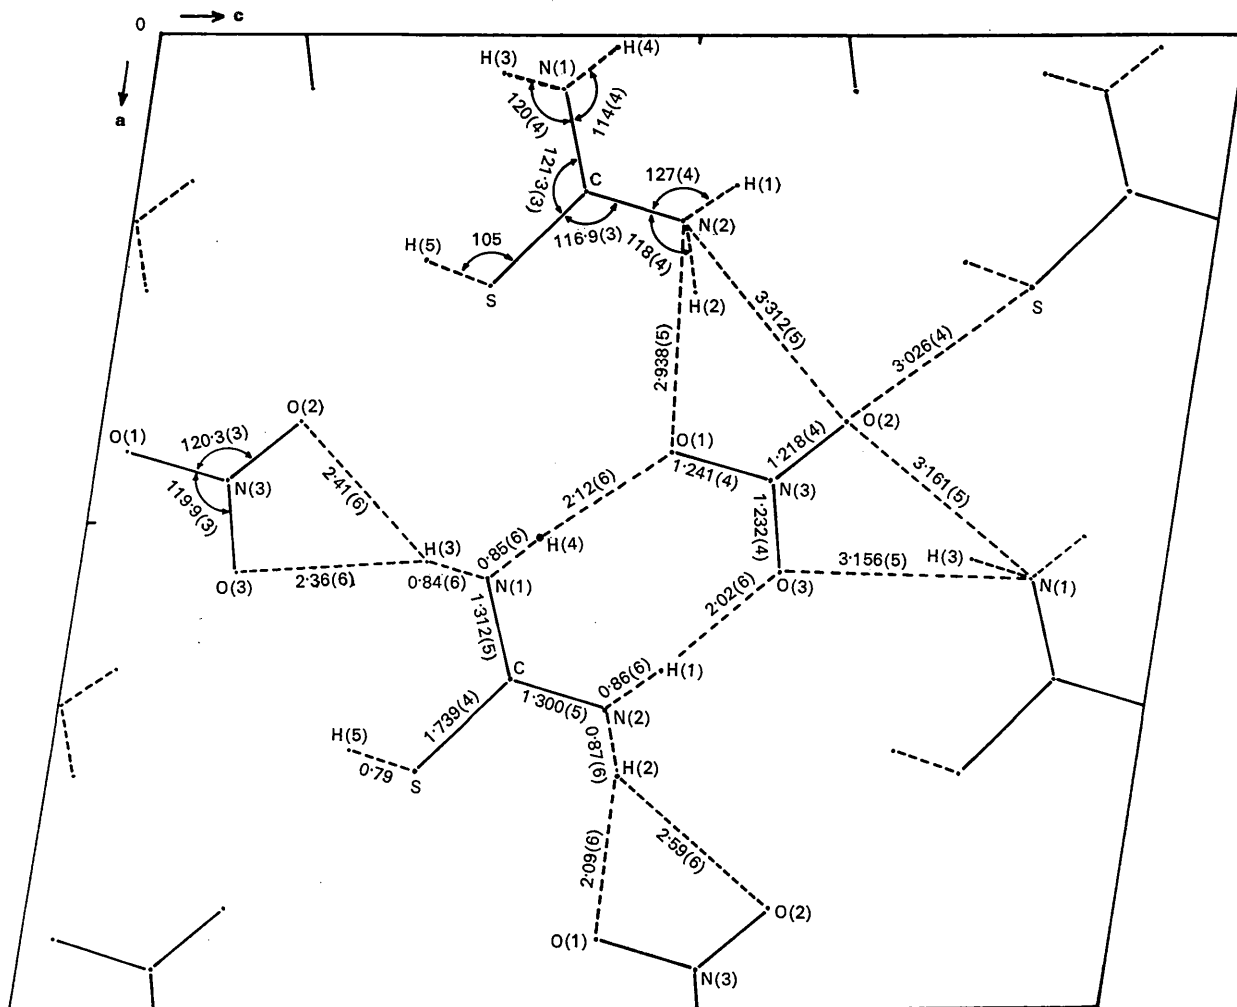 0
c
a
H(3)
N(1)
H(4)
120(4)
114(4)
121·3(3)
C
127(4)
H(1)
N(2)
116·9(3)
118(4)
H(5)
105
S
H(2)
2·938(5)
3·312(5)
3·026(4)
S
O(1)
120·3(3)
O(2)
N(3)
119·9(3)
O(3)
2·41(6)
2·36(6)
O(1)
1·241(4)
1·218(4)
O(2)
N(3)
1·232(4)
O(3)
3·161(5)
3·156(5)
H(3)
N(1)
2·12(6)
H(3)
0·84(6)
N(1)
0·85(6)
H(4)
2·02(6)
1·312(5)
C
0·86(6)
H(1)
1·300(5)
N(2)
1·739(4)
H(5)
0·79
S
0·87(6)
H(2)
2·09(6)
2·59(6)
O(1)
O(2)
N(3)